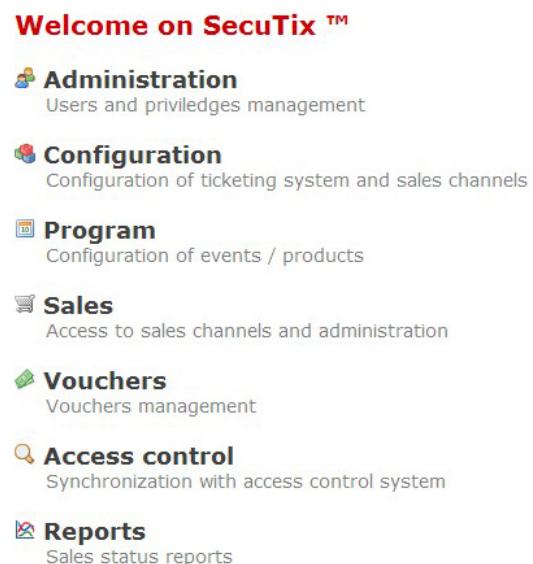 Welcome on SecuTix ™
Administration
Users and priviledges management
Configuration
Configuration of ticketing system and sales channels
Program
Configuration of events / products
Sales
Access to sales channels and administration
Vouchers
Vouchers management
Access control
Synchronization with access control system
Reports
Sales status reports